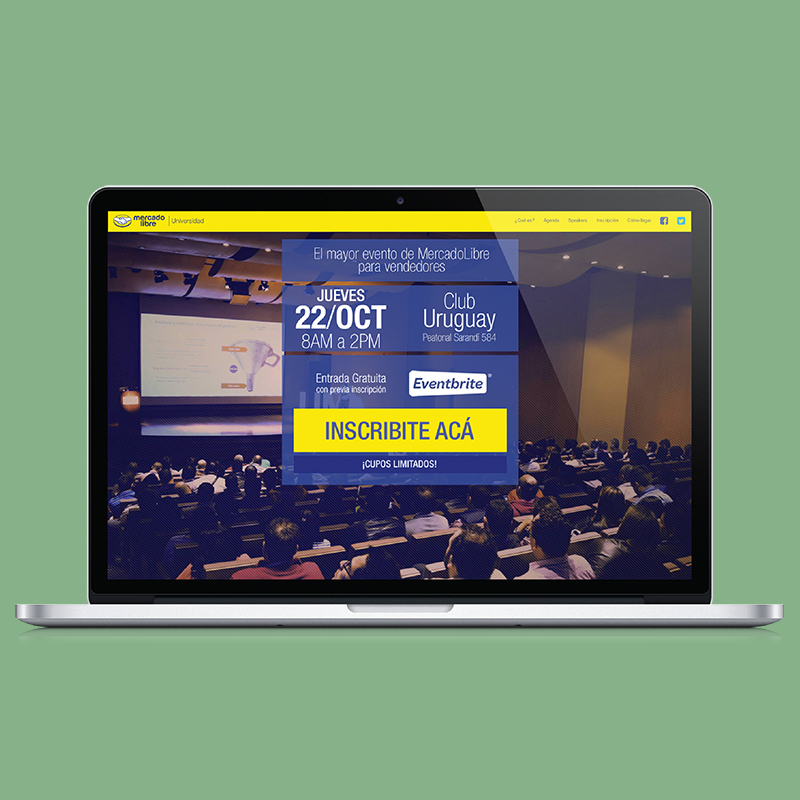 mercado
libre
Universidad
¿Qué es? Agenda Speakers Inscripción Cómo llegar
El mayor evento de MercadoLibre
para vendedores
JUEVES
22/OCT
8AM a 2PM
Club
Uruguay
Peatonal Sarandí 584
Entrada Gratuita
con previa inscripción
Eventbrite®
INSCRIBITE ACÁ
¡CUPOS LIMITADOS!